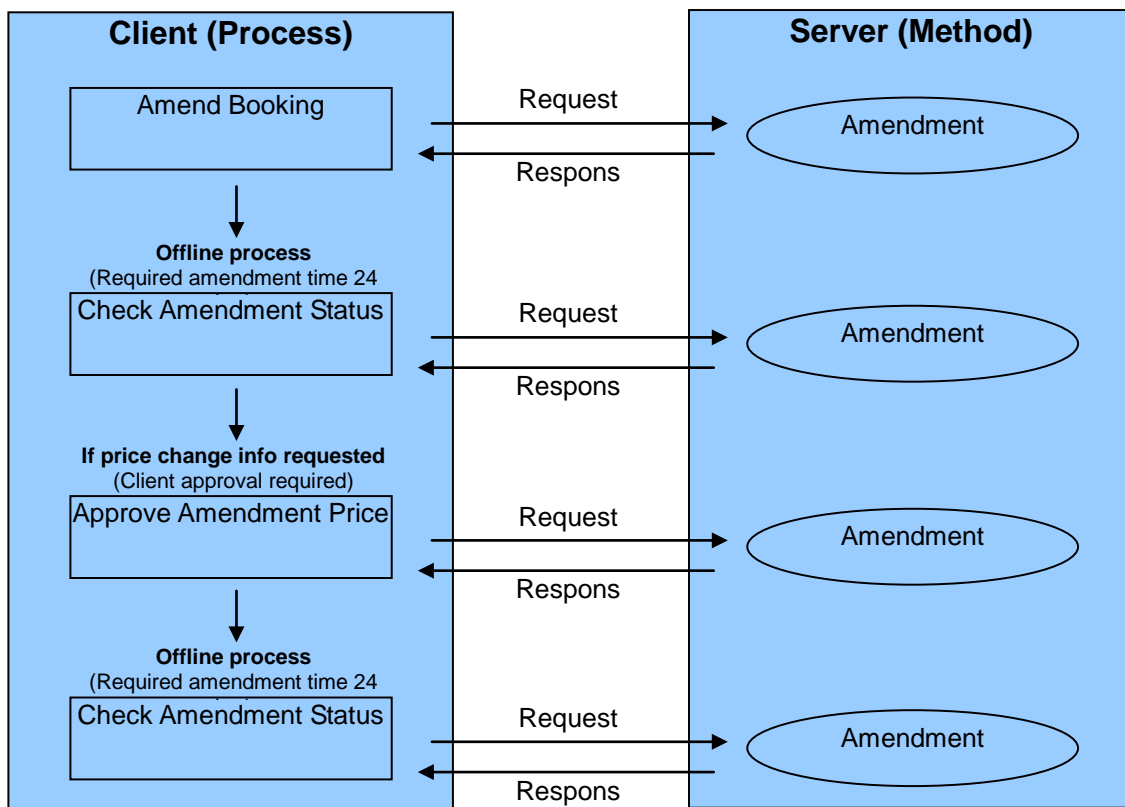 Client (Process)
Server (Method)
Amend Booking
Request
Amendment
Respons
Offline process
(Required amendment time 24
Check Amendment Status
Request
Amendment
Respons
If price change info requested
(Client approval required)
Approve Amendment Price
Request
Amendment
Respons
Offline process
(Required amendment time 24
Check Amendment Status
Request
Amendment
Respons